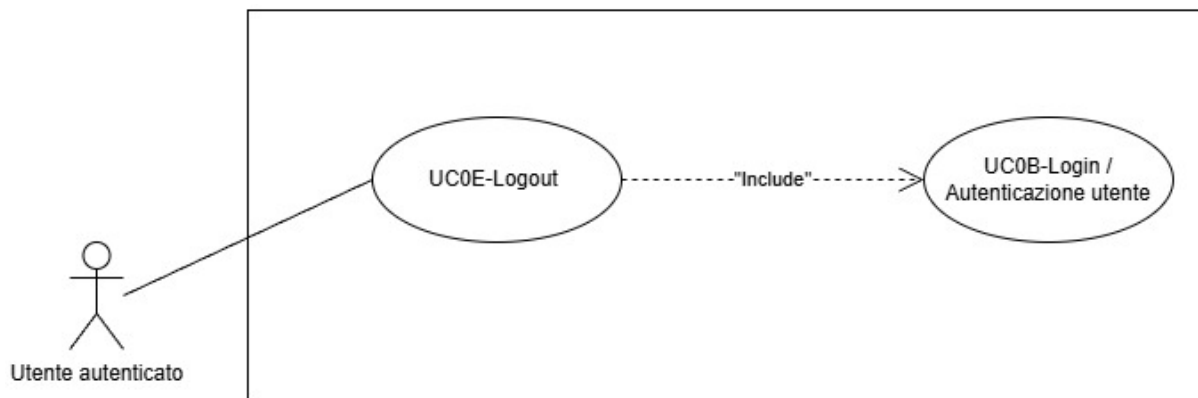 UC0E-Logout
"Include"
UC0B-Login /
Autenticazione utente
Utente autenticato